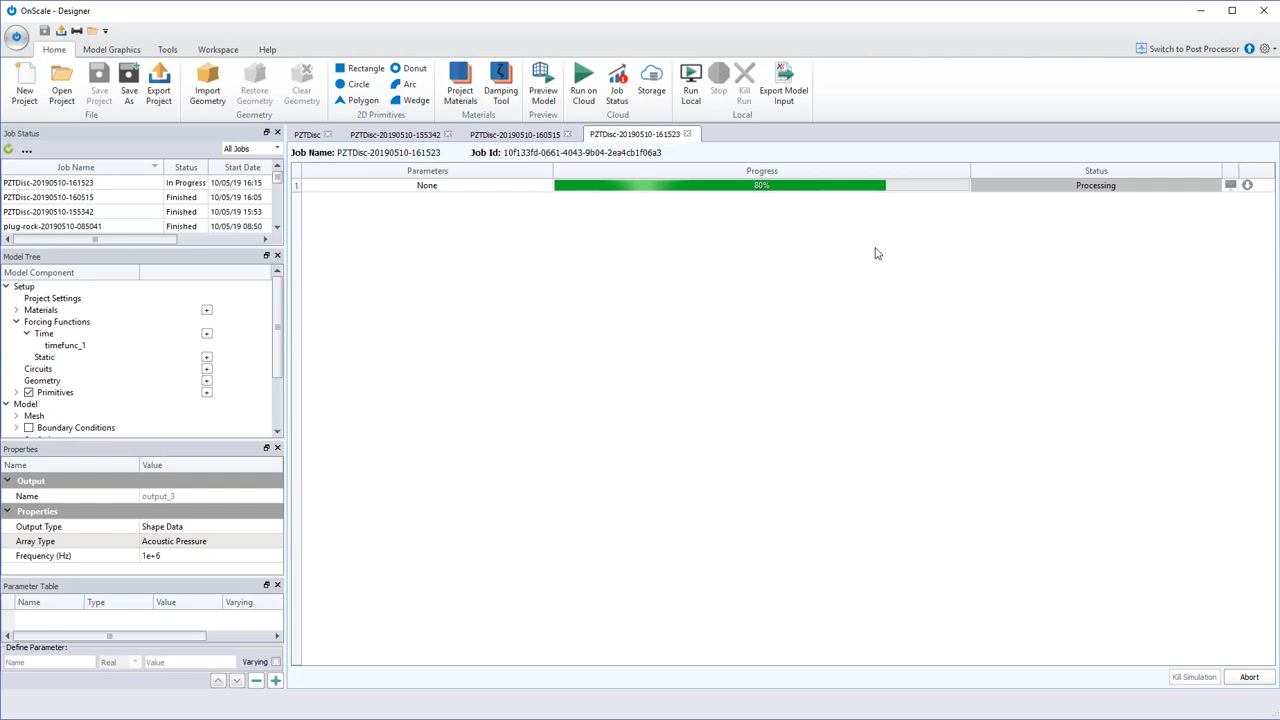 OnScale - Designer
Home Model Graphics Tools Workspace Help
Switch to Post Processor
New Project
Open Project
Save Project
Save As
Export Project
Import Geometry
Restore Geometry
Clear Geometry
Rectangle Donut
Circle Arc
Polygon Wedge
Project Materials
Damping Tool
Preview Model
Run on Cloud
Job Status
Storage
Run Local
Stop
Kill Run
Export Model Input
File Geometry 2D Primitives Materials Preview Cloud Local
Job Status
All Jobs
Job Name Status Start Date
PZTDisc-20190510-161523 In Progress 10/05/19 16:15
PZTDisc-20190510-160515 Finished 10/05/19 16:05
PZTDisc-20190510-155342 Finished 10/05/19 15:53
plug-rock-20190510-085041 Finished 10/05/19 08:50
PZTDisc PZTDisc-20190510-155342 PZTDisc-20190510-160515 PZTDisc-20190510-161523
Job Name: PZTDisc-20190510-161523 Job Id: 10f133fd-0661-4043-9b04-2ea4cb1f06a3
Parameters Progress Status
1 None 80% Processing
Model Tree
Model Component
Setup
Project Settings
Materials
Forcing Functions
Time
timefunc_1
Static
Circuits
Geometry
Primitives
Model
Mesh
Boundary Conditions
Properties
Name Value
Output
Name output_3
Properties
Output Type Shape Data
Array Type Acoustic Pressure
Frequency (Hz) 1e+6
Parameter Table
Name Type Value Varying
Define Parameter:
Name Real Value Varying
Kill Simulation Abort